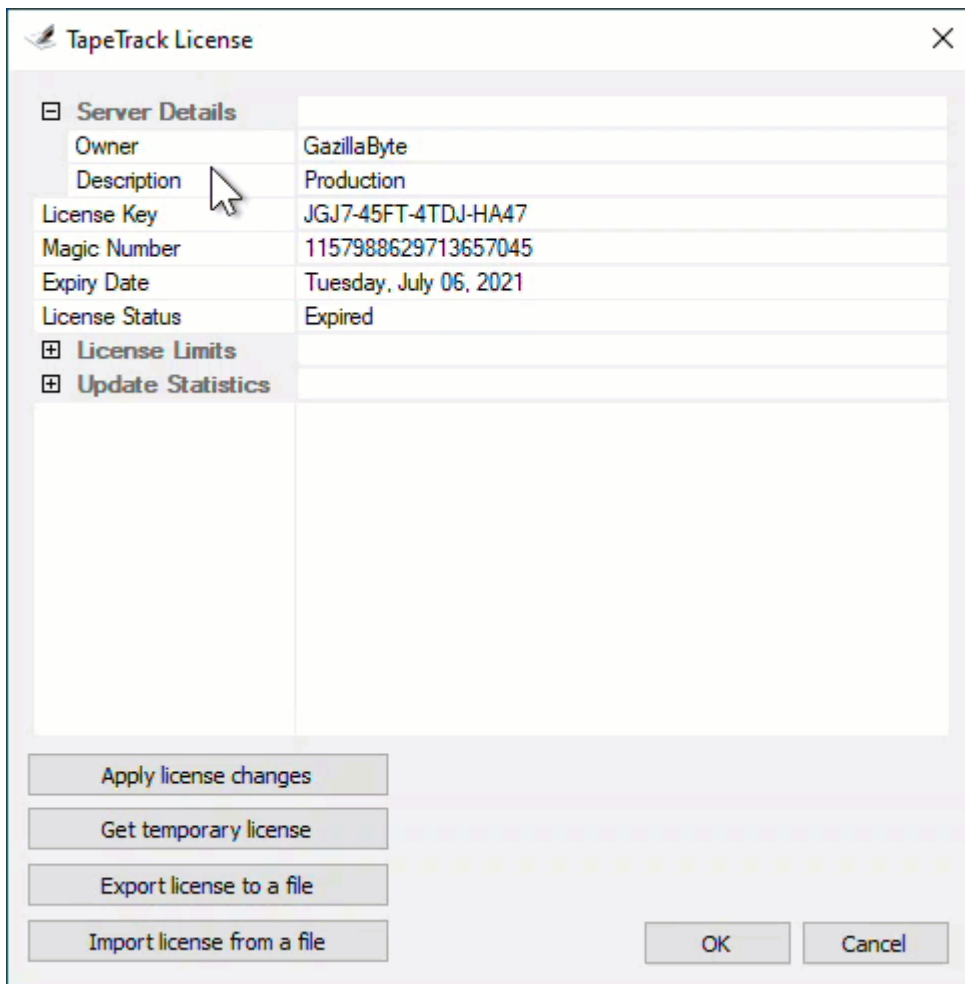 TapeTrack License
Server Details
Owner GazillaByte
Description Production
License Key JGJ7-45FT-4TDJ-HA47
Magic Number 1157988629713657045
Expiry Date Tuesday, July 06, 2021
License Status Expired
License Limits
Update Statistics
Apply license changes
Get temporary license
Export license to a file
Import license from a file
OK Cancel